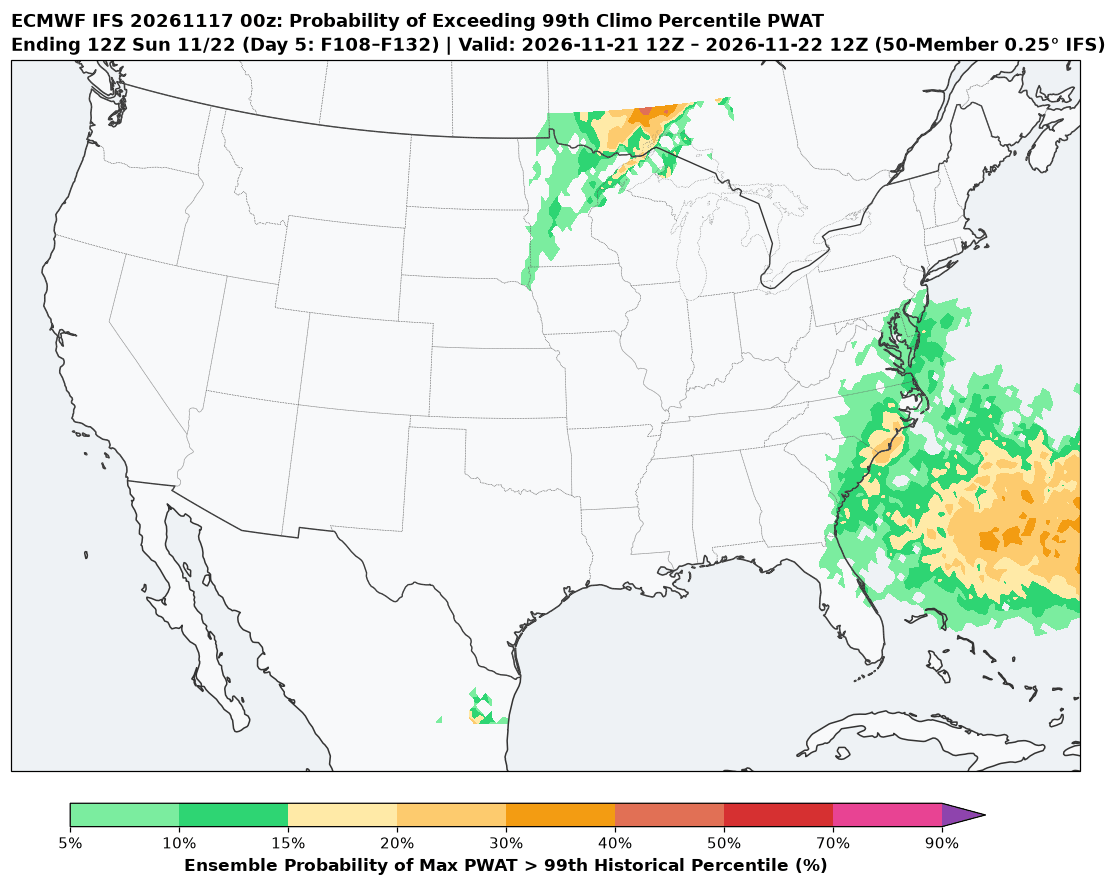 ECMWF IFS 20261117 00z: Probability of Exceeding 99th Climo Percentile PWAT
Ending 12Z Sun 11/22 (Day 5: F108–F132) | Valid: 2026-11-21 12Z – 2026-11-22 12Z (50-Member 0.25° IFS)
5% 10% 15% 20% 30% 40% 50% 70% 90%
Ensemble Probability of Max PWAT > 99th Historical Percentile (%)